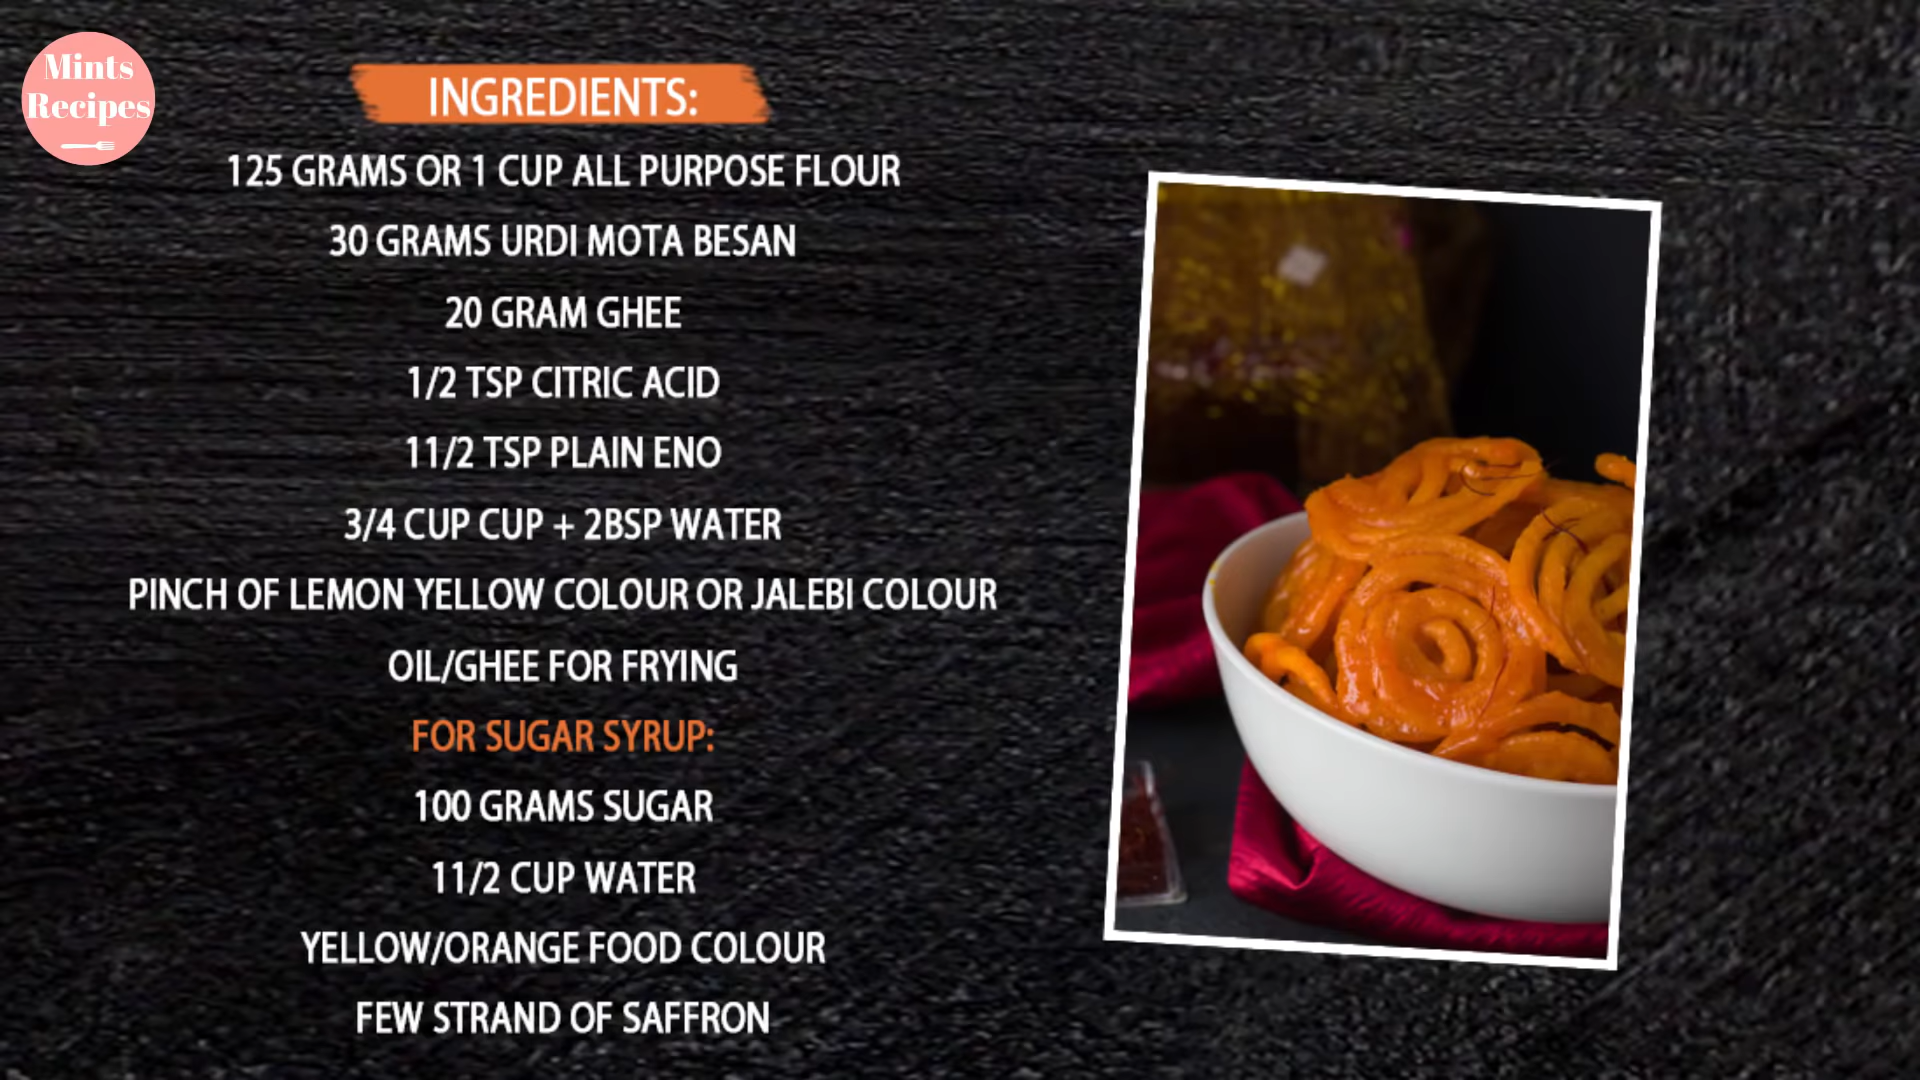 Mints
Recipes
INGREDIENTS:
125 GRAMS OR 1 CUP ALL PURPOSE FLOUR
30 GRAMS URDI MOTA BESAN
20 GRAM GHEE
1/2 TSP CITRIC ACID
11/2 TSP PLAIN ENO
3/4 CUP CUP + 2BSP WATER
PINCH OF LEMON YELLOW COLOUR OR JALEBI COLOUR
OIL/GHEE FOR FRYING
FOR SUGAR SYRUP:
100 GRAMS SUGAR
11/2 CUP WATER
YELLOW/ORANGE FOOD COLOUR
FEW STRAND OF SAFFRON